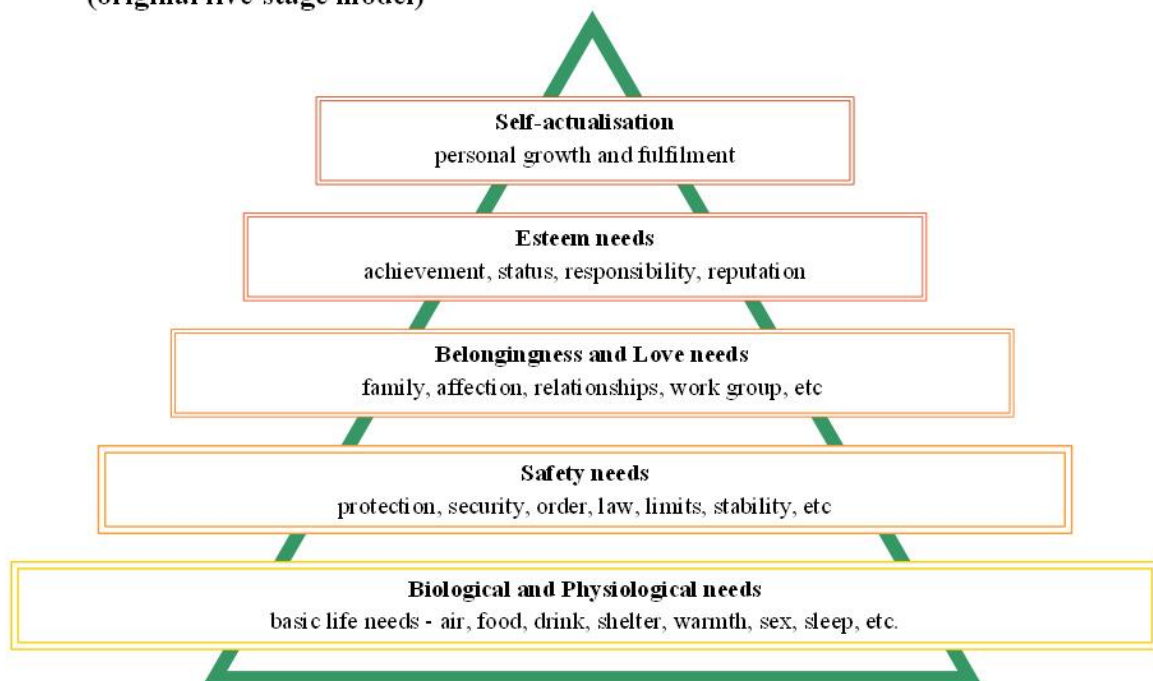 (original five-stage model)
Self-actualisation
personal growth and fulfilment
Esteem needs
achievement, status, responsibility, reputation
Belongingness and Love needs
family, affection, relationships, work group, etc
Safety needs
protection, security, order, law, limits, stability, etc
Biological and Physiological needs
basic life needs - air, food, drink, shelter, warmth, sex, sleep, etc.